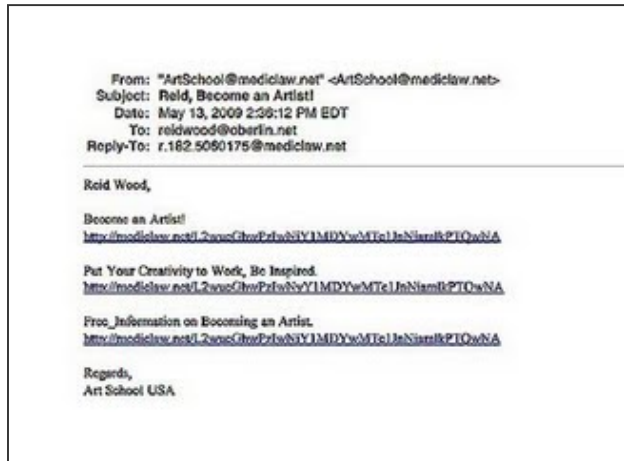 From: "ArtSchool@mediclaw.net" <ArtSchool@mediclaw.net>
Subject: Reid, Become an Artist!
Date: May 13, 2009 2:36:12 PM EDT
To: reidwood@oberlin.net
Reply-To: r.182.5060175@mediclaw.net
Reid Wood,
Become an Artist!
Put Your Creativity to Work, Be Inspired.
Free_Information on Becoming an Artist.
Regards,
Art School USA